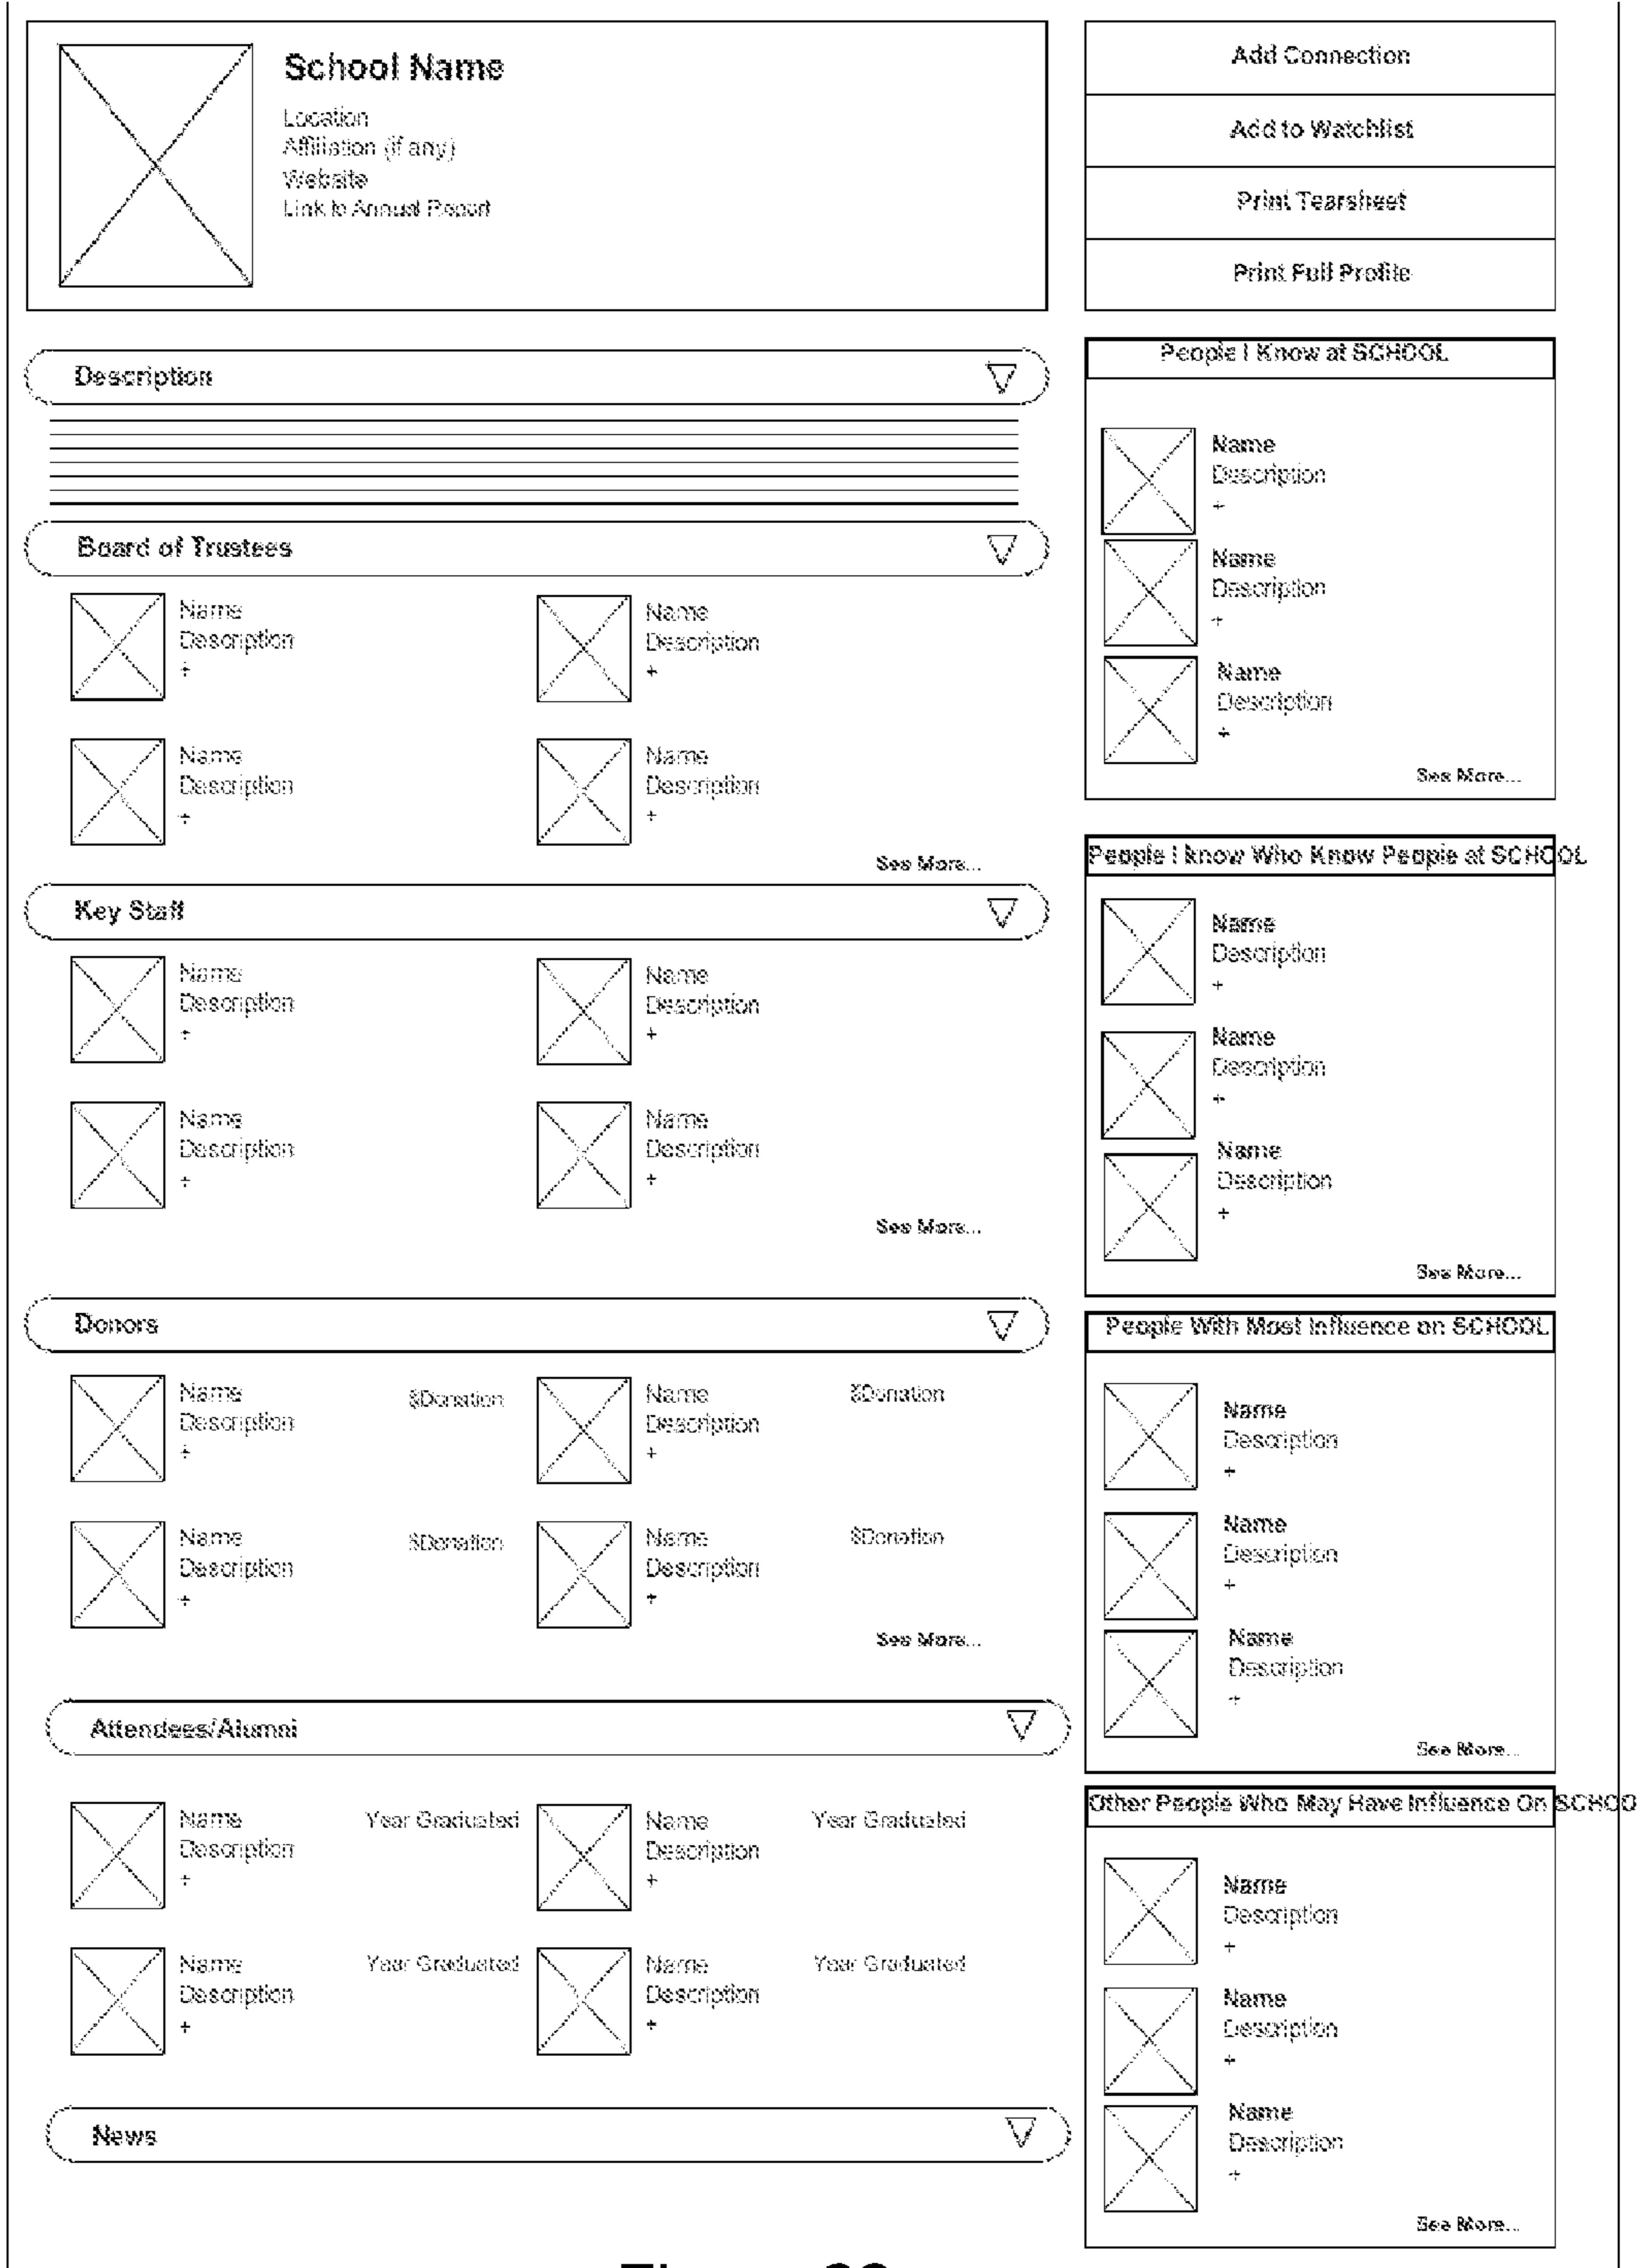 School Name
Location
Affiliation (if any)
Website
Link to Annual Report
Add Connection
Add to Watchlist
Print Tearsheet
Print Full Profile
Description
Board of Trustees
Name
Description
+
Name
Description
+
Name
Description
+
Name
Description
+
See More...
Key Staff
Name
Description
+
Name
Description
+
Name
Description
+
Name
Description
+
See More...
Donors
Name
Description
+
$Donation
Name
Description
+
$Donation
Name
Description
+
$Donation
Name
Description
+
$Donation
See More...
Attendees/Alumni
Name
Description
+
Year Graduated
Name
Description
+
Year Graduated
Name
Description
+
Year Graduated
Name
Description
+
Year Graduated
News
People I Know at SCHOOL
Name
Description
+
Name
Description
+
Name
Description
+
See More...
People I know Who Know People at SCHOOL
Name
Description
+
Name
Description
+
Name
Description
+
See More...
People With Most Influence on SCHOOL
Name
Description
+
Name
Description
+
Name
Description
+
See More...
Other People Who May Have Influence On SCHOO
Name
Description
+
Name
Description
+
Name
Description
+
See More...